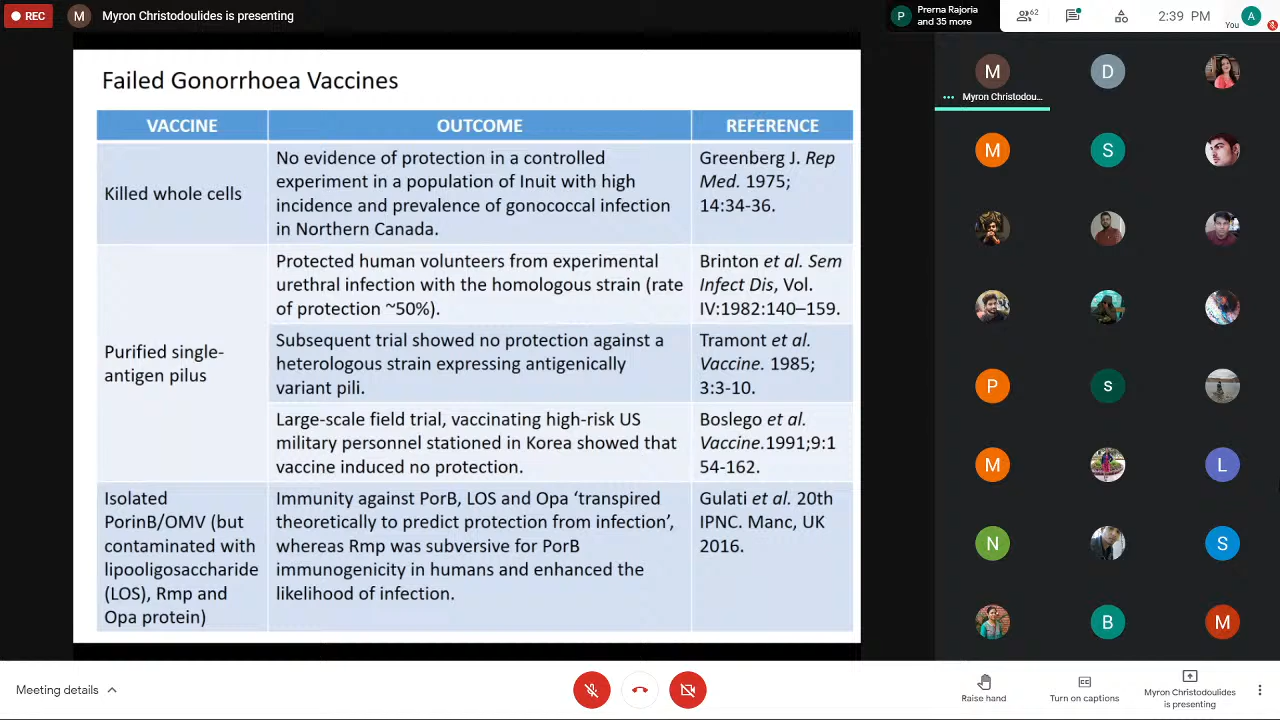 REC
M
Myron Christodoulides is presenting
P
Prerna Rajoria
and 35 more
62
2:39 PM
You
A
Failed Gonorrhoea Vaccines
VACCINE
OUTCOME
REFERENCE
Killed whole cells
No evidence of protection in a controlled
experiment in a population of Inuit with high
incidence and prevalence of gonococcal infection
in Northern Canada.
Greenberg J. Rep
Med. 1975;
14:34-36.
Purified single-
antigen pilus
Protected human volunteers from experimental
urethral infection with the homologous strain (rate
of protection ~50%).
Brinton et al. Sem
Infect Dis, Vol.
IV:1982:140–159.
Subsequent trial showed no protection against a
heterologous strain expressing antigenically
variant pili.
Tramont et al.
Vaccine. 1985;
3:3-10.
Large-scale field trial, vaccinating high-risk US
military personnel stationed in Korea showed that
vaccine induced no protection.
Boslego et al.
Vaccine.1991;9:1
54-162.
Isolated
PorinB/OMV (but
contaminated with
lipooligosaccharide
(LOS), Rmp and
Opa protein)
Immunity against PorB, LOS and Opa ‘transpired
theoretically to predict protection from infection’,
whereas Rmp was subversive for PorB
immunogenicity in humans and enhanced the
likelihood of infection.
Gulati et al. 20th
IPNC. Manc, UK
2016.
M
D
Myron Christodou...
M
S
P
s
M
L
N
S
B
M
Meeting details
Raise hand
CC
Turn on captions
Myron Christodoulides
is presenting